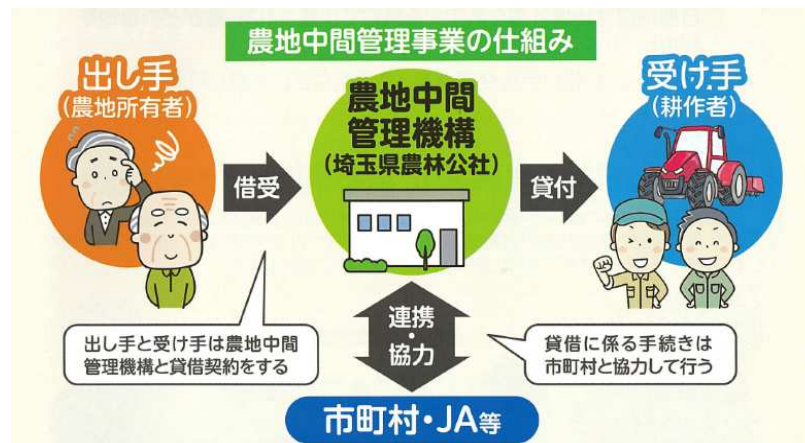 農地中間管理事業の仕組み
出し手
(農地所有者)
農地中間
管理機構
(埼玉県農林公社)
受け手
(耕作者)
借受
貸付
連携
・
協力
出し手と受け手は農地中間
管理機構と貸借契約をする
貸借に係る手続きは
市町村と協力して行う
市町村・JA等